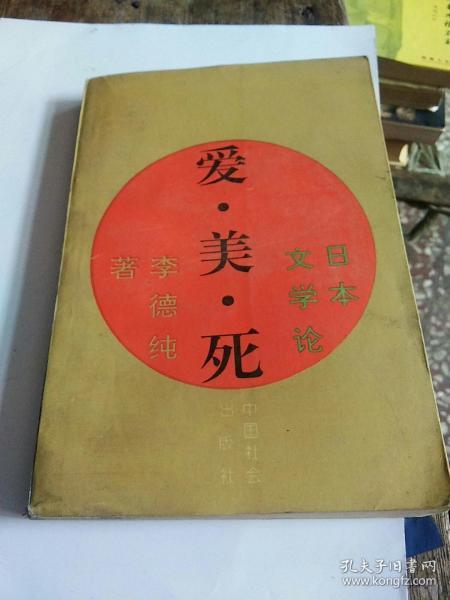 爱·美·死
日本
文学论
李德纯
著
中国社会
出版社
孔夫子旧书网
www.kongfz.com